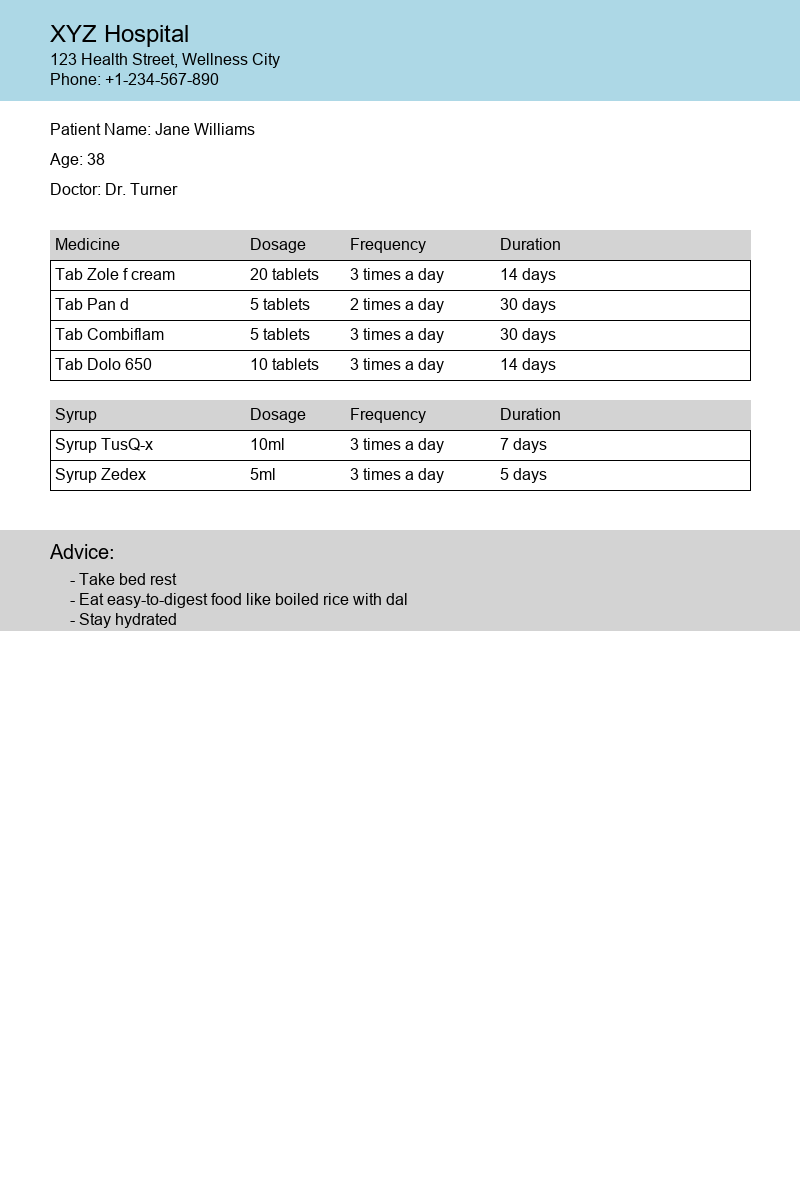 XYZ Hospital
123 Health Street, Wellness City
Phone: +1-234-567-890
Patient Name: Jane Williams
Age: 38
Doctor: Dr. Turner
Medicine Dosage Frequency Duration
Tab Zole f cream 20 tablets 3 times a day 14 days
Tab Pan d 5 tablets 2 times a day 30 days
Tab Combiflam 5 tablets 3 times a day 30 days
Tab Dolo 650 10 tablets 3 times a day 14 days
Syrup Dosage Frequency Duration
Syrup TusQ-x 10ml 3 times a day 7 days
Syrup Zedex 5ml 3 times a day 5 days
Advice:
- Take bed rest
- Eat easy-to-digest food like boiled rice with dal
- Stay hydrated